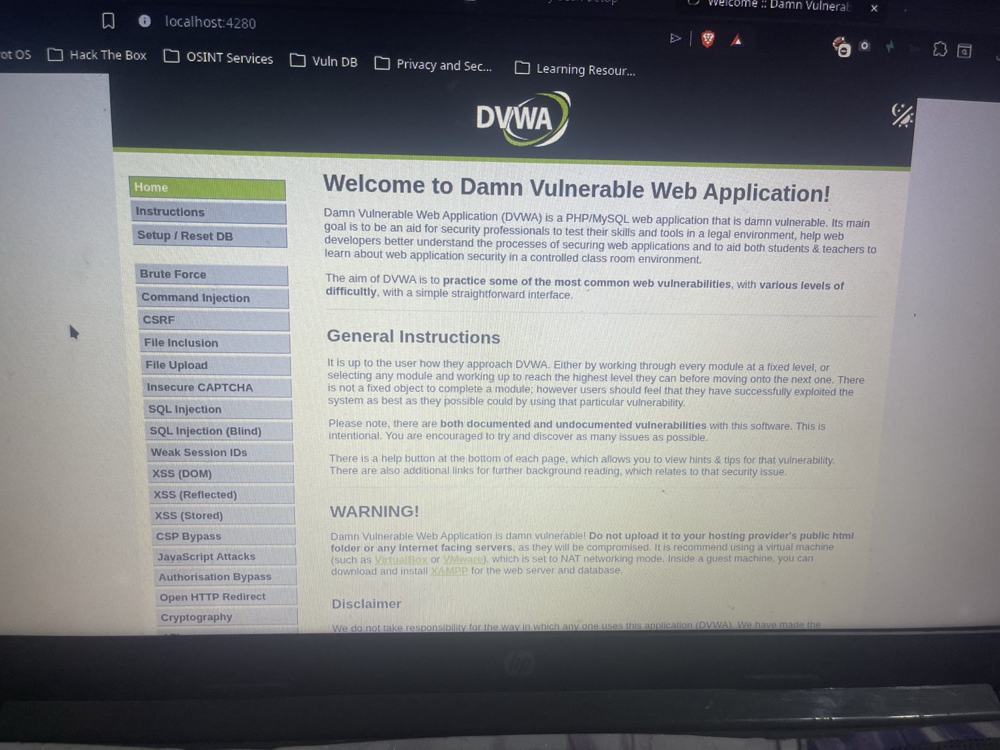 Welcome :: Damn Vulnerab
localhost:4280
ot OS
Hack The Box
OSINT Services
Vuln DB
Privacy and Sec...
Learning Resour...
DVWA
Home
Instructions
Setup / Reset DB
Brute Force
Command Injection
CSRF
File Inclusion
File Upload
Insecure CAPTCHA
SQL Injection
SQL Injection (Blind)
Weak Session IDs
XSS (DOM)
XSS (Reflected)
XSS (Stored)
CSP Bypass
JavaScript Attacks
Authorisation Bypass
Open HTTP Redirect
Cryptography
Welcome to Damn Vulnerable Web Application!
Damn Vulnerable Web Application (DVWA) is a PHP/MySQL web application that is damn vulnerable. Its main
goal is to be an aid for security professionals to test their skills and tools in a legal environment, help web
developers better understand the processes of securing web applications and to aid both students & teachers to
learn about web application security in a controlled class room environment.
The aim of DVWA is to practice some of the most common web vulnerabilities, with various levels of
difficultly, with a simple straightforward interface.
General Instructions
It is up to the user how they approach DVWA. Either by working through every module at a fixed level, or
selecting any module and working up to reach the highest level they can before moving onto the next one. There
is not a fixed object to complete a module; however users should feel that they have successfully exploited the
system as best as they possible could by using that particular vulnerability.
Please note, there are both documented and undocumented vulnerabilities with this software. This is
intentional. You are encouraged to try and discover as many issues as possible.
There is a help button at the bottom of each page, which allows you to view hints & tips for that vulnerability.
There are also additional links for further background reading, which relates to that security issue.
WARNING!
Damn Vulnerable Web Application is damn vulnerable! Do not upload it to your hosting provider's public html
folder or any Internet facing servers, as they will be compromised. It is recommend using a virtual machine
(such as VirtualBox or VMware), which is set to NAT networking mode. Inside a guest machine, you can
download and install XAMPP for the web server and database.
Disclaimer
We do not take responsibility for the way in which any one uses this application (DVWA). We have made the
hp